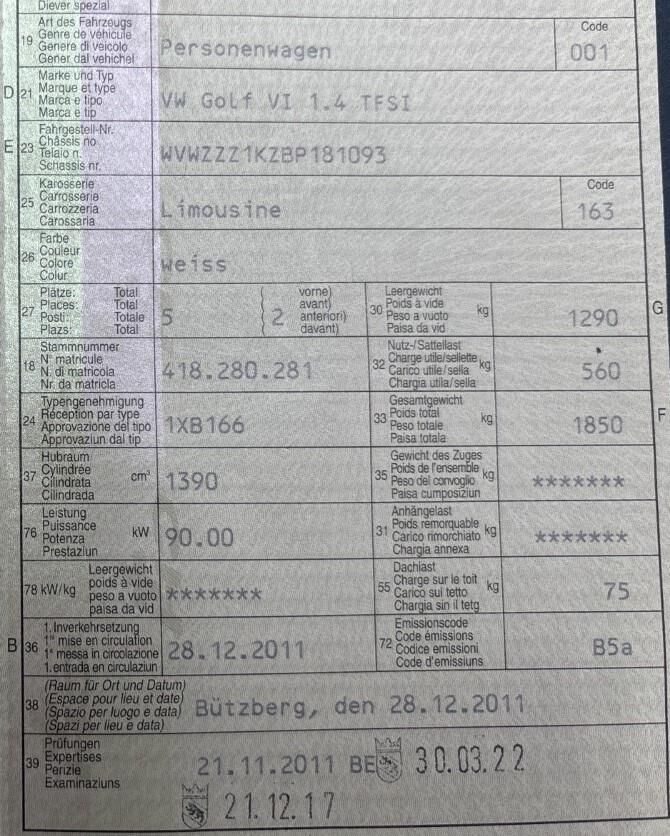 Diever spezial
19 Art des Fahrzeugs
Genre de véhicule
Genere di veicolo
Gener dal vehichel
Personenwagen
Code
001
D 21 Marke und Typ
Marque et type
Marca e tipo
Marca e tip
VW Golf VI 1.4 TFSI
E 23 Fahrgestell-Nr.
Châssis no
Telaio n.
Schassis nr.
WVWZZZ1KZBP181093
25 Karosserie
Carrosserie
Carrozzeria
Carossaria
Limousine
Code
163
26 Farbe
Couleur
Colore
Colur
weiss
27 Plätze: Total
Places: Total
Posti: Totale
Plazs: Total
5
2
vorne)
avant)
anteriori)
davant)
30 Leergewicht
Poids à vide
Peso a vuoto
Paisa da vid
kg
1290
G
18 Stammnummer
N° matricule
N. di matricola
Nr. da matricla
418.280.281
32 Nutz-/Sattellast
Charge utile/sellette
Carico utile/sella
Chargia utila/sella
kg
560
24 Typengenehmigung
Réception par type
Approvazione del tipo
Approvaziun dal tip
1XB166
33 Gesamtgewicht
Poids total
Peso totale
Paisa totala
kg
1850
F
37 Hubraum
Cylindrée
Cilindrata
Cilindrada
cm³
1390
35 Gewicht des Zuges
Poids de l'ensemble
Peso del convoglio
Paisa cumposiziun
kg
*******
76 Leistung
Puissance
Potenza
Prestaziun
kW
90.00
31 Anhängelast
Poids remorquable
Carico rimorchiato
Chargia annexa
kg
*******
78 kW/kg
Leergewicht
poids à vide
peso a vuoto
paisa da vid
*******
55 Dachlast
Charge sur le toit
Carico sul tetto
Chargia sin il tetg
kg
75
B 36 1. Inverkehrsetzung
1re mise en circulation
1a messa in circolazione
1. entrada en circulaziun
28.12.2011
72 Emissionscode
Code émissions
Codice emissioni
Code d'emissiuns
B5a
38 (Raum für Ort und Datum)
(Espace pour lieu et date)
(Spazio per luogo e data)
(Spazi per lieu e data)
Bützberg, den 28.12.2011
39 Prüfungen
Expertises
Perizie
Examinaziuns
21.11.2011 BE 30.03.22
21.12.17